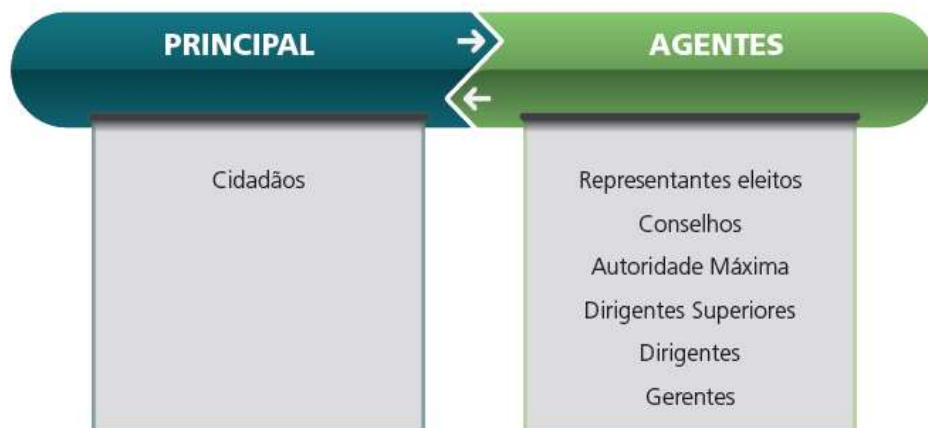 PRINCIPAL
AGENTES
Cidadãos
Representantes eleitos
Conselhos
Autoridade Máxima
Dirigentes Superiores
Dirigentes
Gerentes